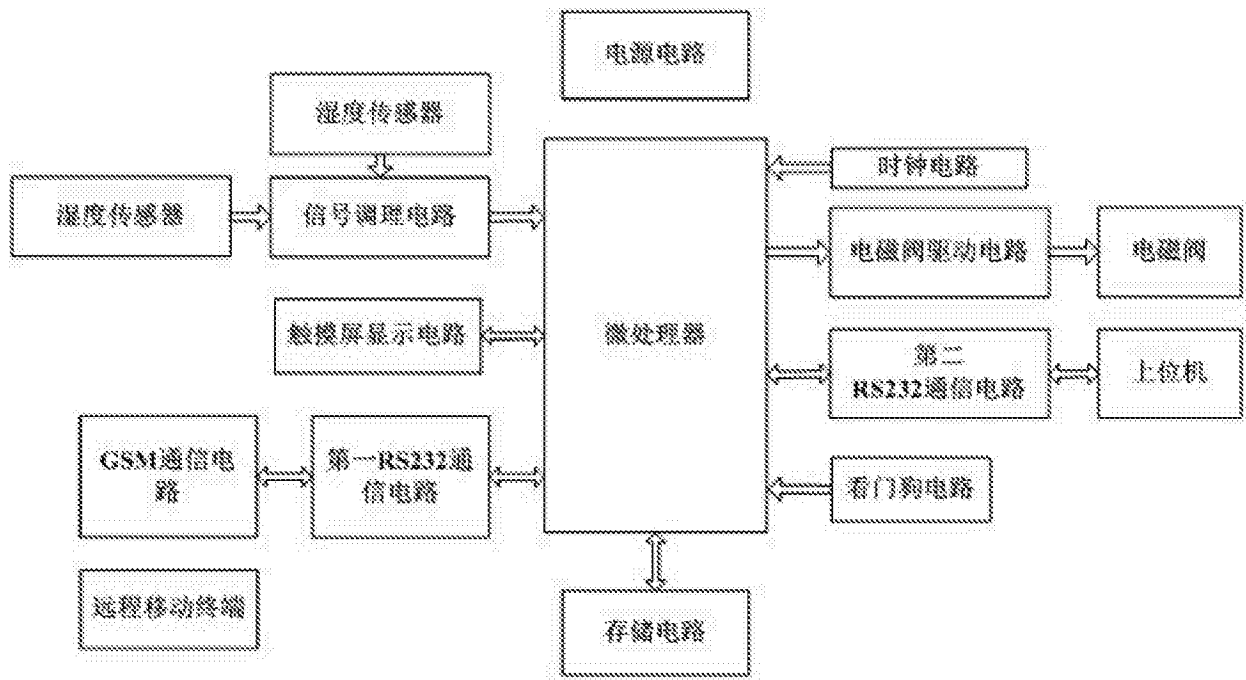 电源电路
湿度传感器
时钟电路
湿度传感器
信号调理电路
电磁阀驱动电路
电磁阀
触摸屏显示电路
微处理器
第二
RS232通信电路
上位机
GSM通信电
路
第一RS232通
信电路
看门狗电路
远程移动终端
存储电路